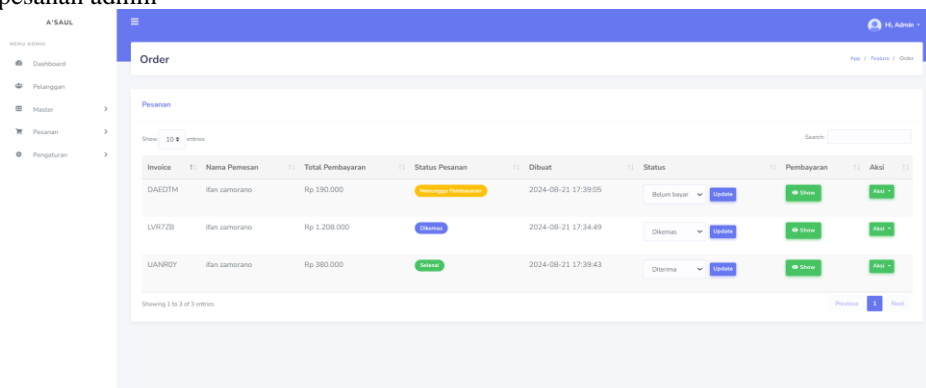 pesanan admin
A'SAUL
Hi, Admin
MENU ADMIN
Dashboard
Pelanggan
Master
Pesanan
Pengaturan
Order
App / Feature / Order
Pesanan
Show 10 entries
Search:
Invoice Nama Pemesan Total Pembayaran Status Pesanan Dibuat Status Pembayaran Aksi
DAEDTM ifan zamorano Rp 190.000 Menunggu Pembayaran 2024-08-21 17:39:05 Belum bayar Update Show Aksi
LVR7ZB ifan zamorano Rp 1.208.000 Dikemas 2024-08-21 17:34:49 Dikemas Update Show Aksi
UANR0Y ifan zamorano Rp 380.000 Selesai 2024-08-21 17:39:43 Diterima Update Show Aksi
Showing 1 to 3 of 3 entries
Previous 1 Next